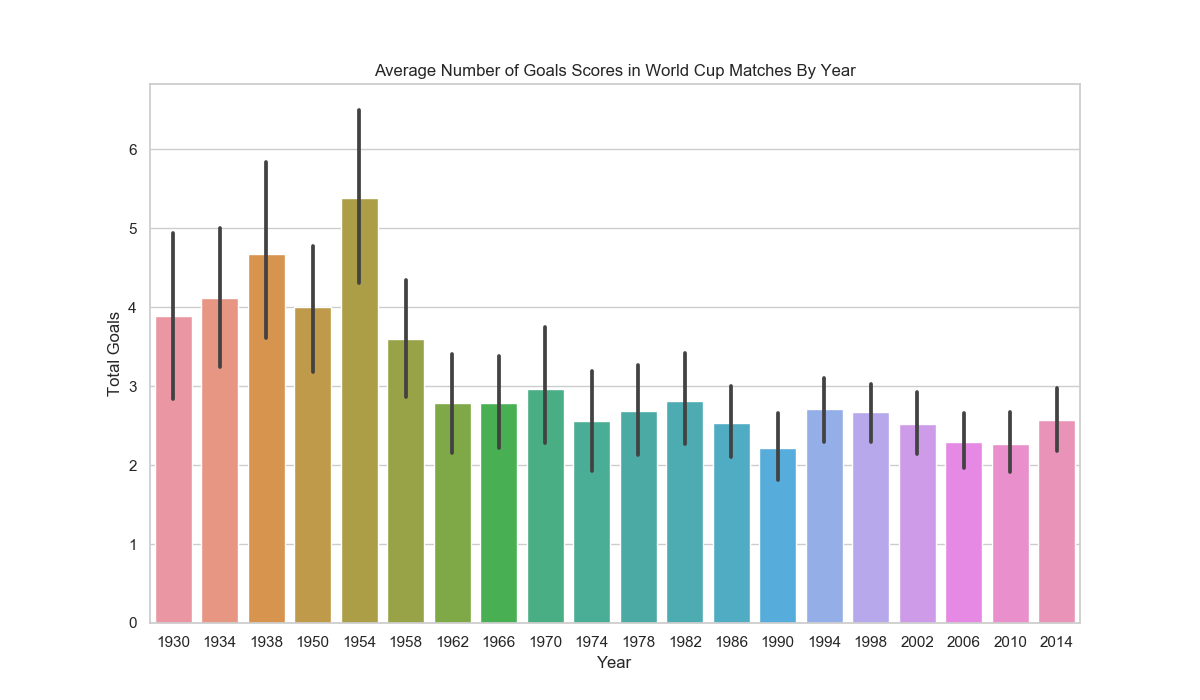 Average Number of Goals Scores in World Cup Matches By Year
Total Goals
6
5
4
3
2
1
0
1930 1934 1938 1950 1954 1958 1962 1966 1970 1974 1978 1982 1986 1990 1994 1998 2002 2006 2010 2014
Year